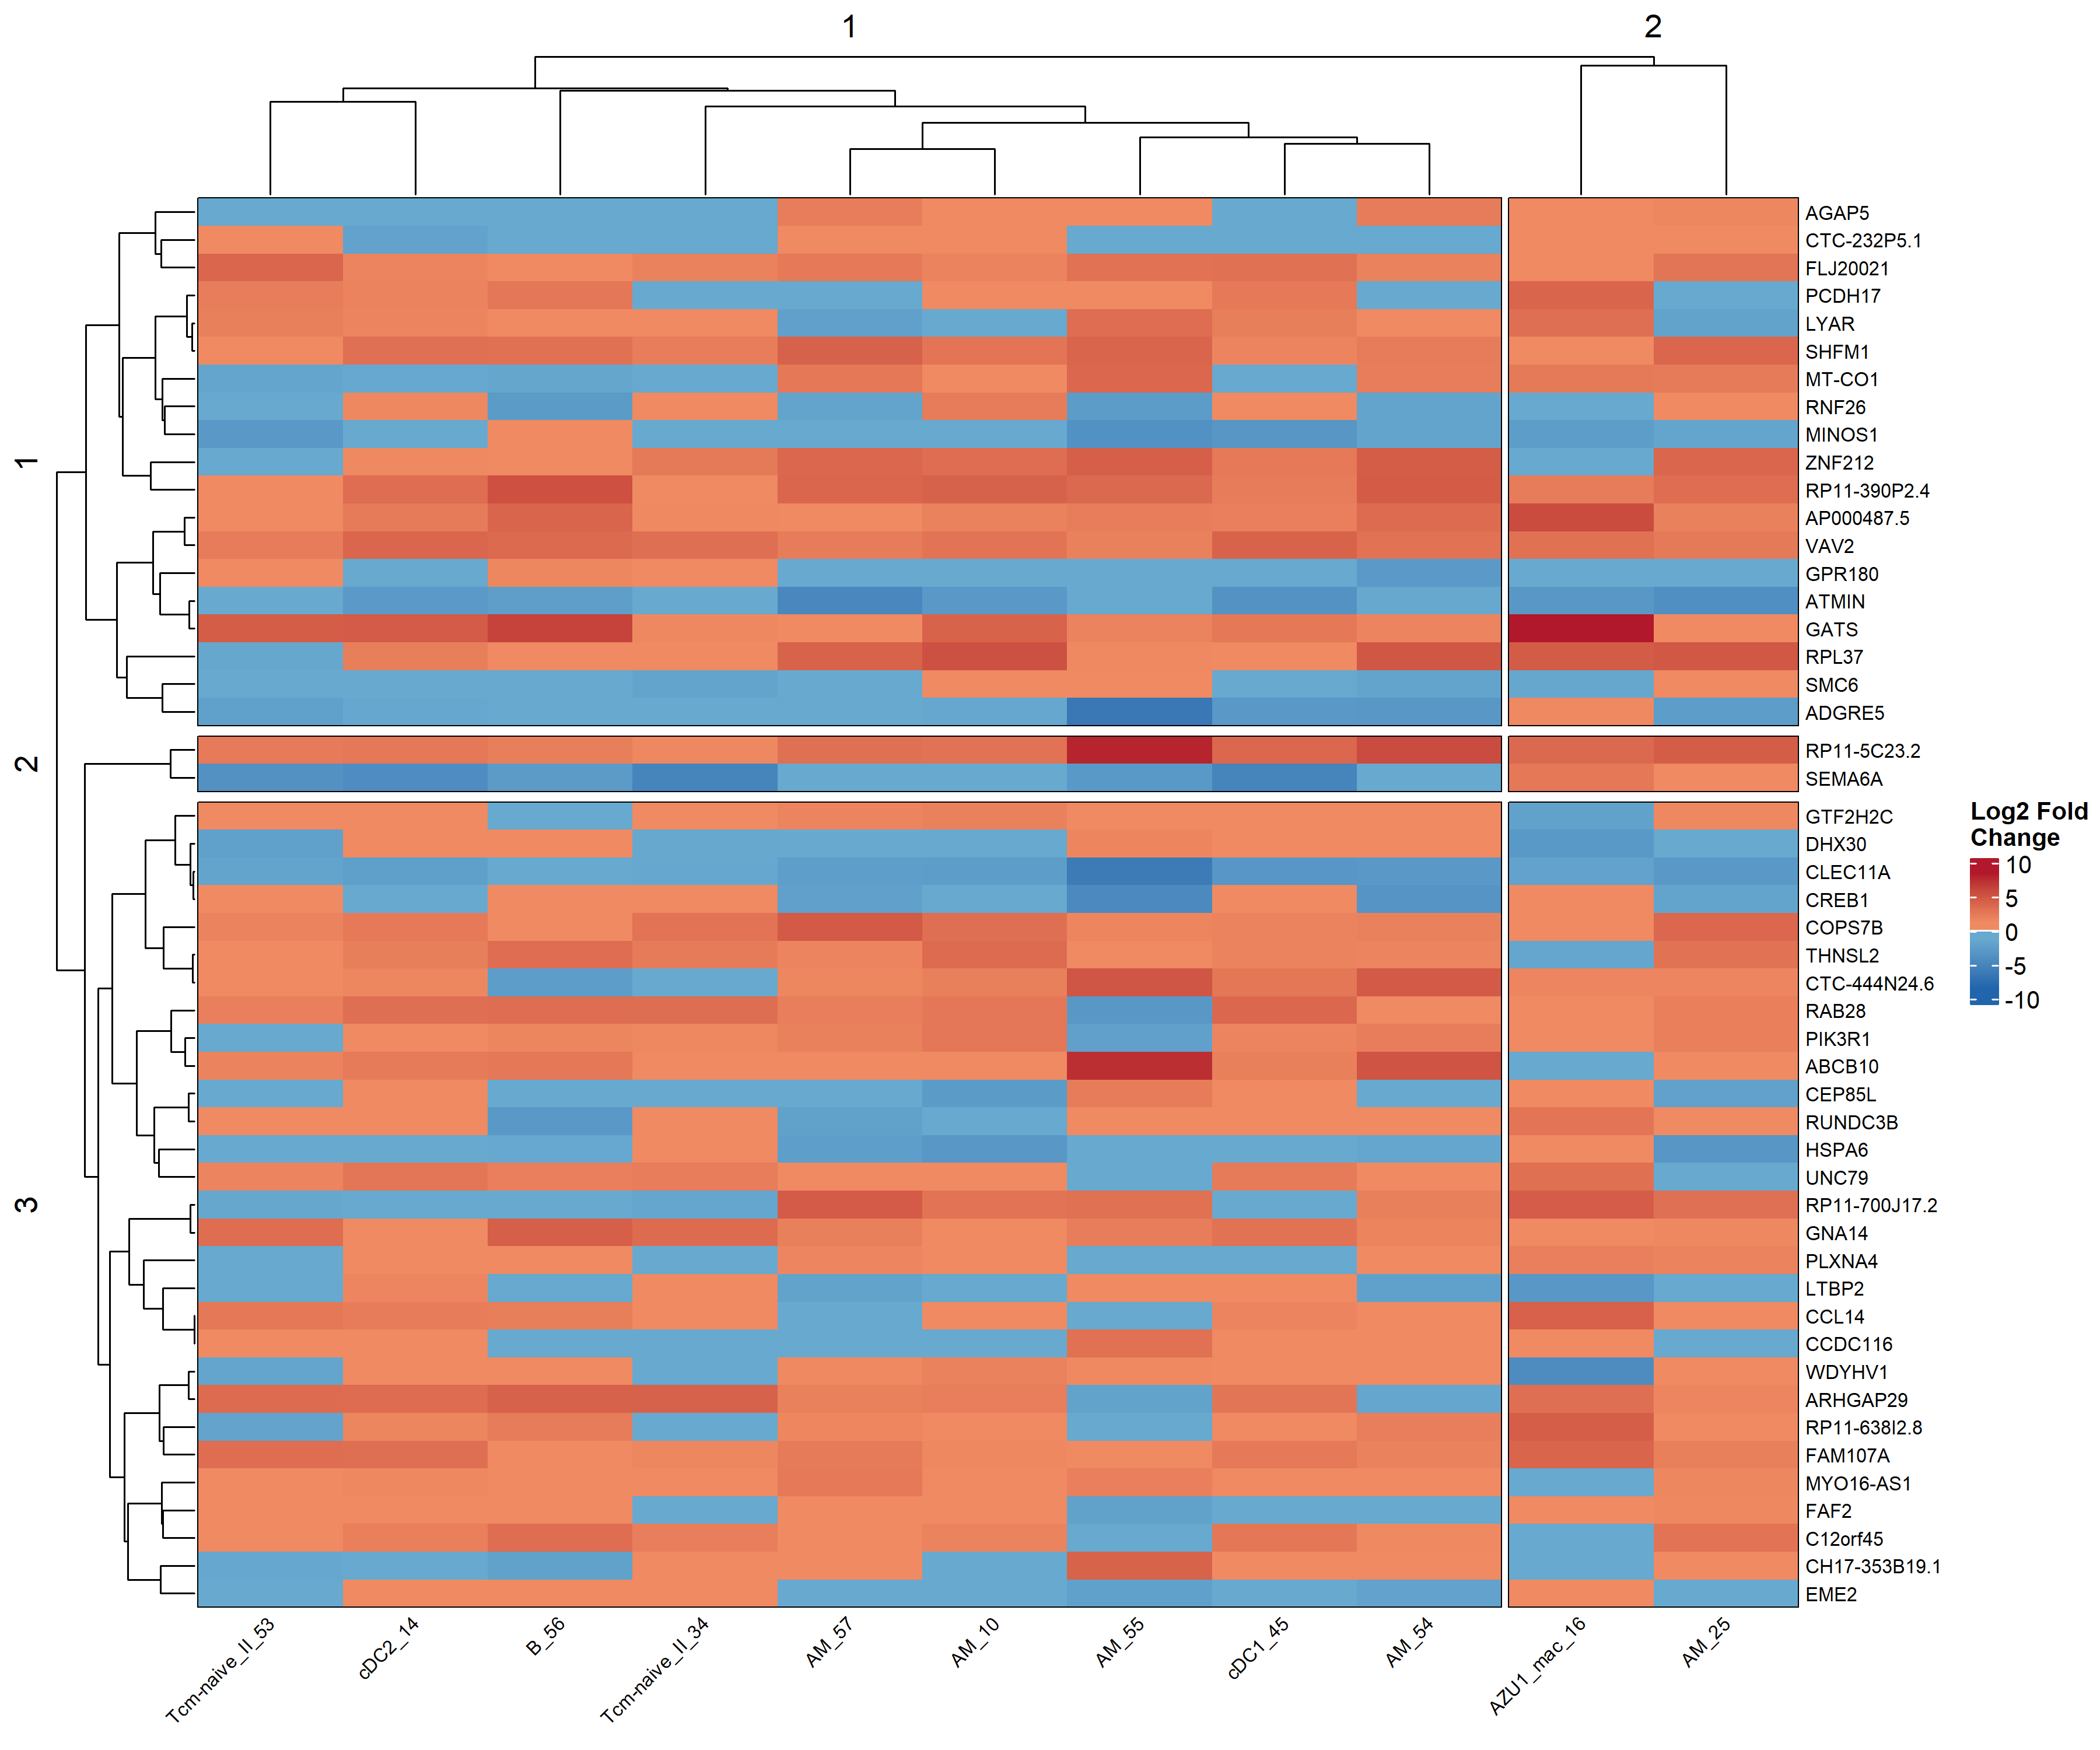 1
2
1
2
3
AGAP5
CTC-232P5.1
FLJ20021
PCDH17
LYAR
SHFM1
MT-CO1
RNF26
MINOS1
ZNF212
RP11-390P2.4
AP000487.5
VAV2
GPR180
ATMIN
GATS
RPL37
SMC6
ADGRE5
RP11-5C23.2
SEMA6A
GTF2H2C
DHX30
CLEC11A
CREB1
COPS7B
THNSL2
CTC-444N24.6
RAB28
PIK3R1
ABCB10
CEP85L
RUNDC3B
HSPA6
UNC79
RP11-700J17.2
GNA14
PLXNA4
LTBP2
CCL14
CCDC116
WDYHV1
ARHGAP29
RP11-638I2.8
FAM107A
MYO16-AS1
FAF2
C12orf45
CH17-353B19.1
EME2
Log2 Fold
Change
10
5
0
-5
-10
Tcm-naive_II_53
cDC2_14
B_56
Tcm-naive_II_34
AM_57
AM_10
AM_55
cDC1_45
AM_54
AZU1_mac_16
AM_25